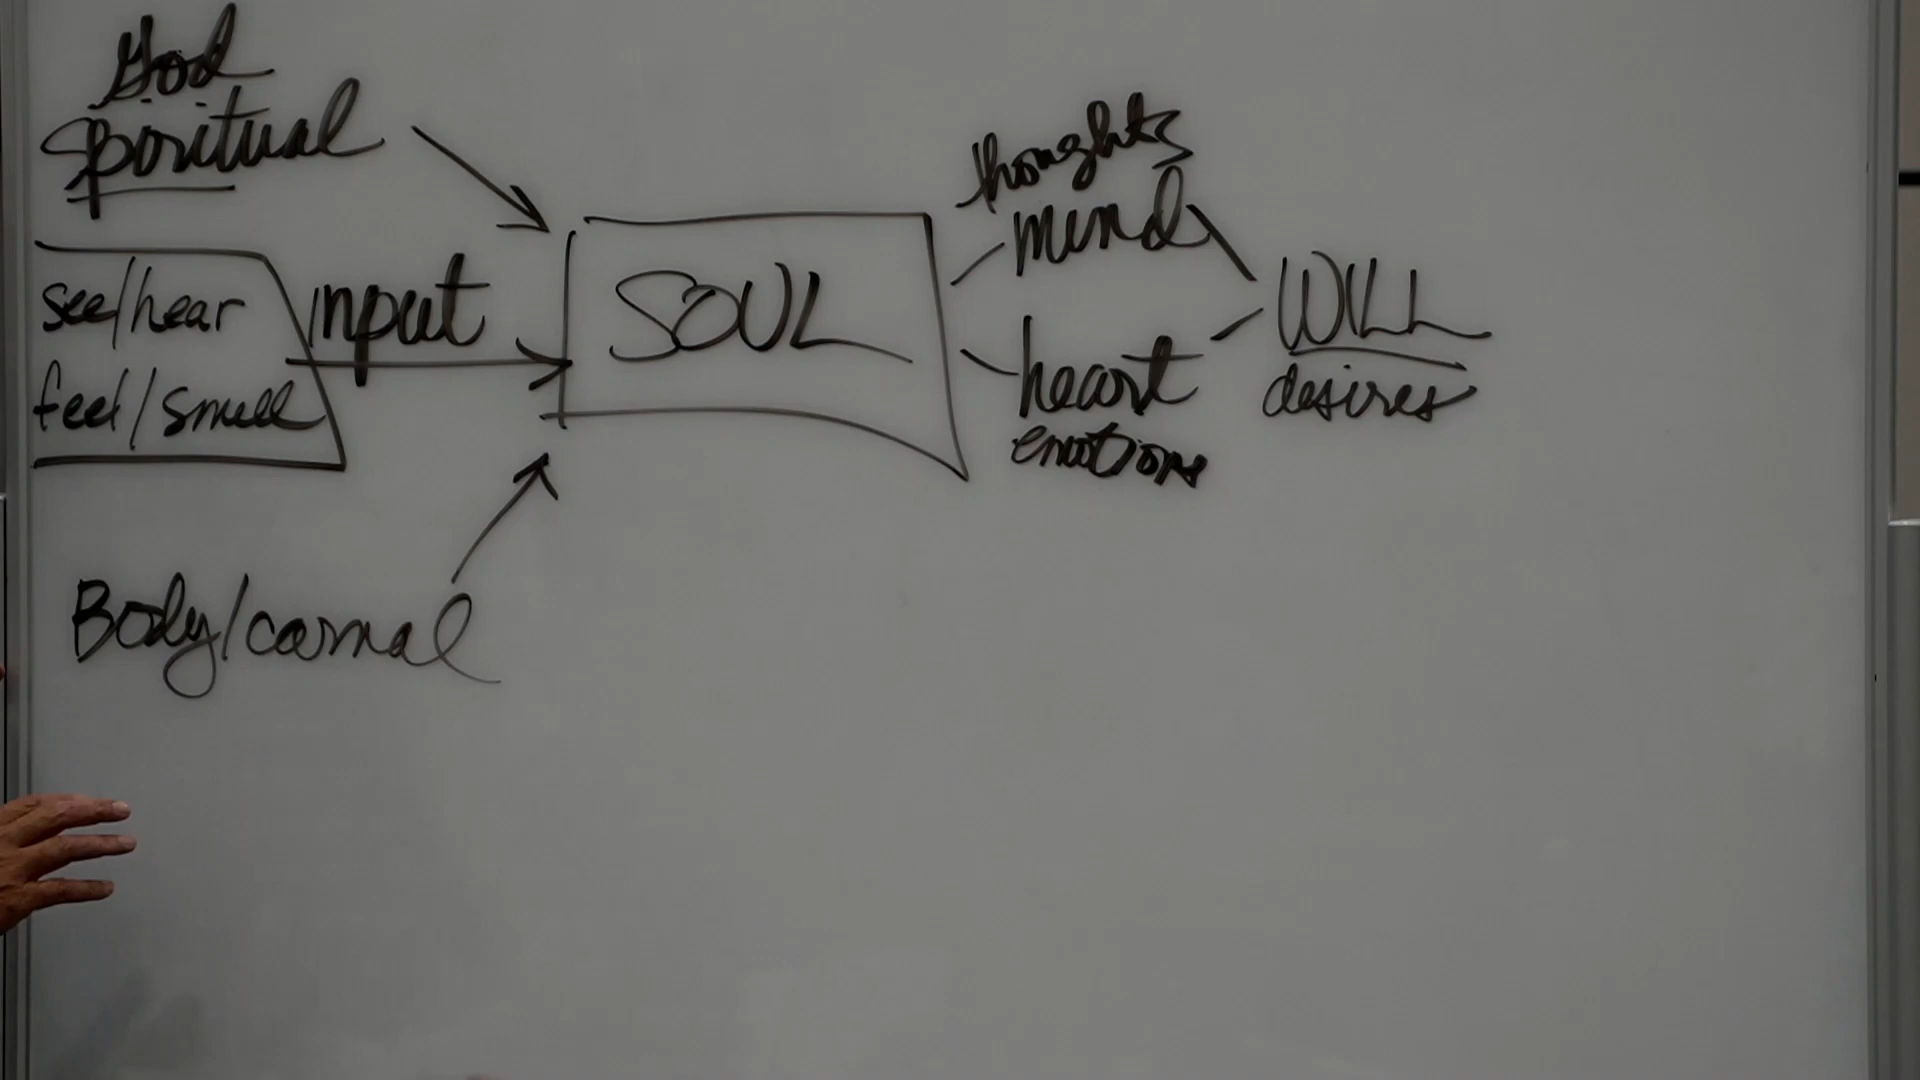 God
Spiritual
see/hear
feel/smell
input
Body/carnal
SOUL
thoughts
mind
heart
emotions
WILL
desires